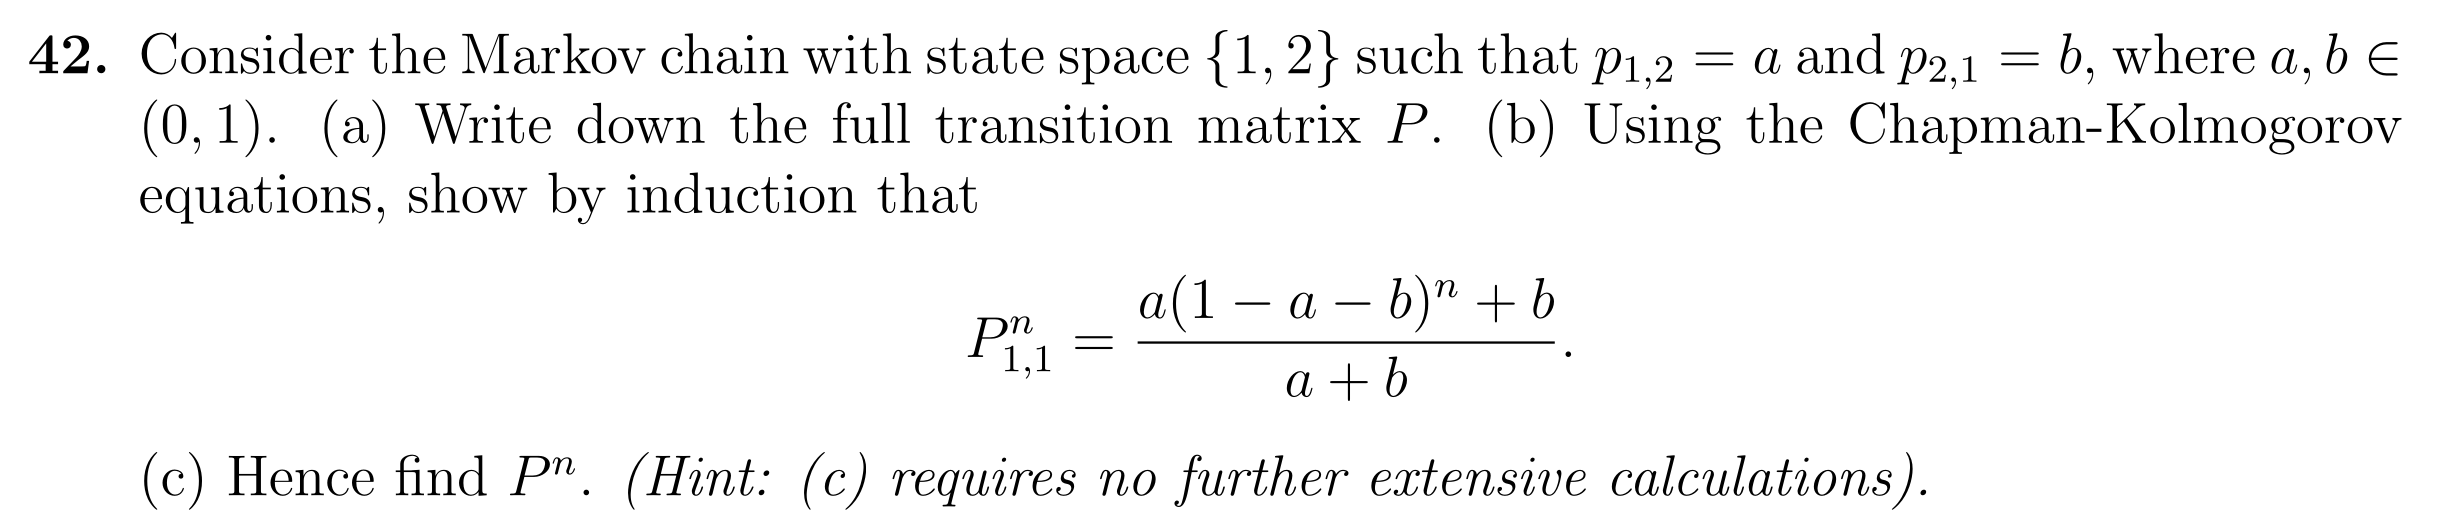 42. Consider the Markov chain with state space {1, 2} such that p_{1,2} = a and p_{2,1} = b, where a, b ∈
(0, 1). (a) Write down the full transition matrix P. (b) Using the Chapman-Kolmogorov
equations, show by induction that
P^n_{1,1} = \frac{a(1 − a − b)^n + b}{a + b}.
(c) Hence find P^n. (Hint: (c) requires no further extensive calculations).